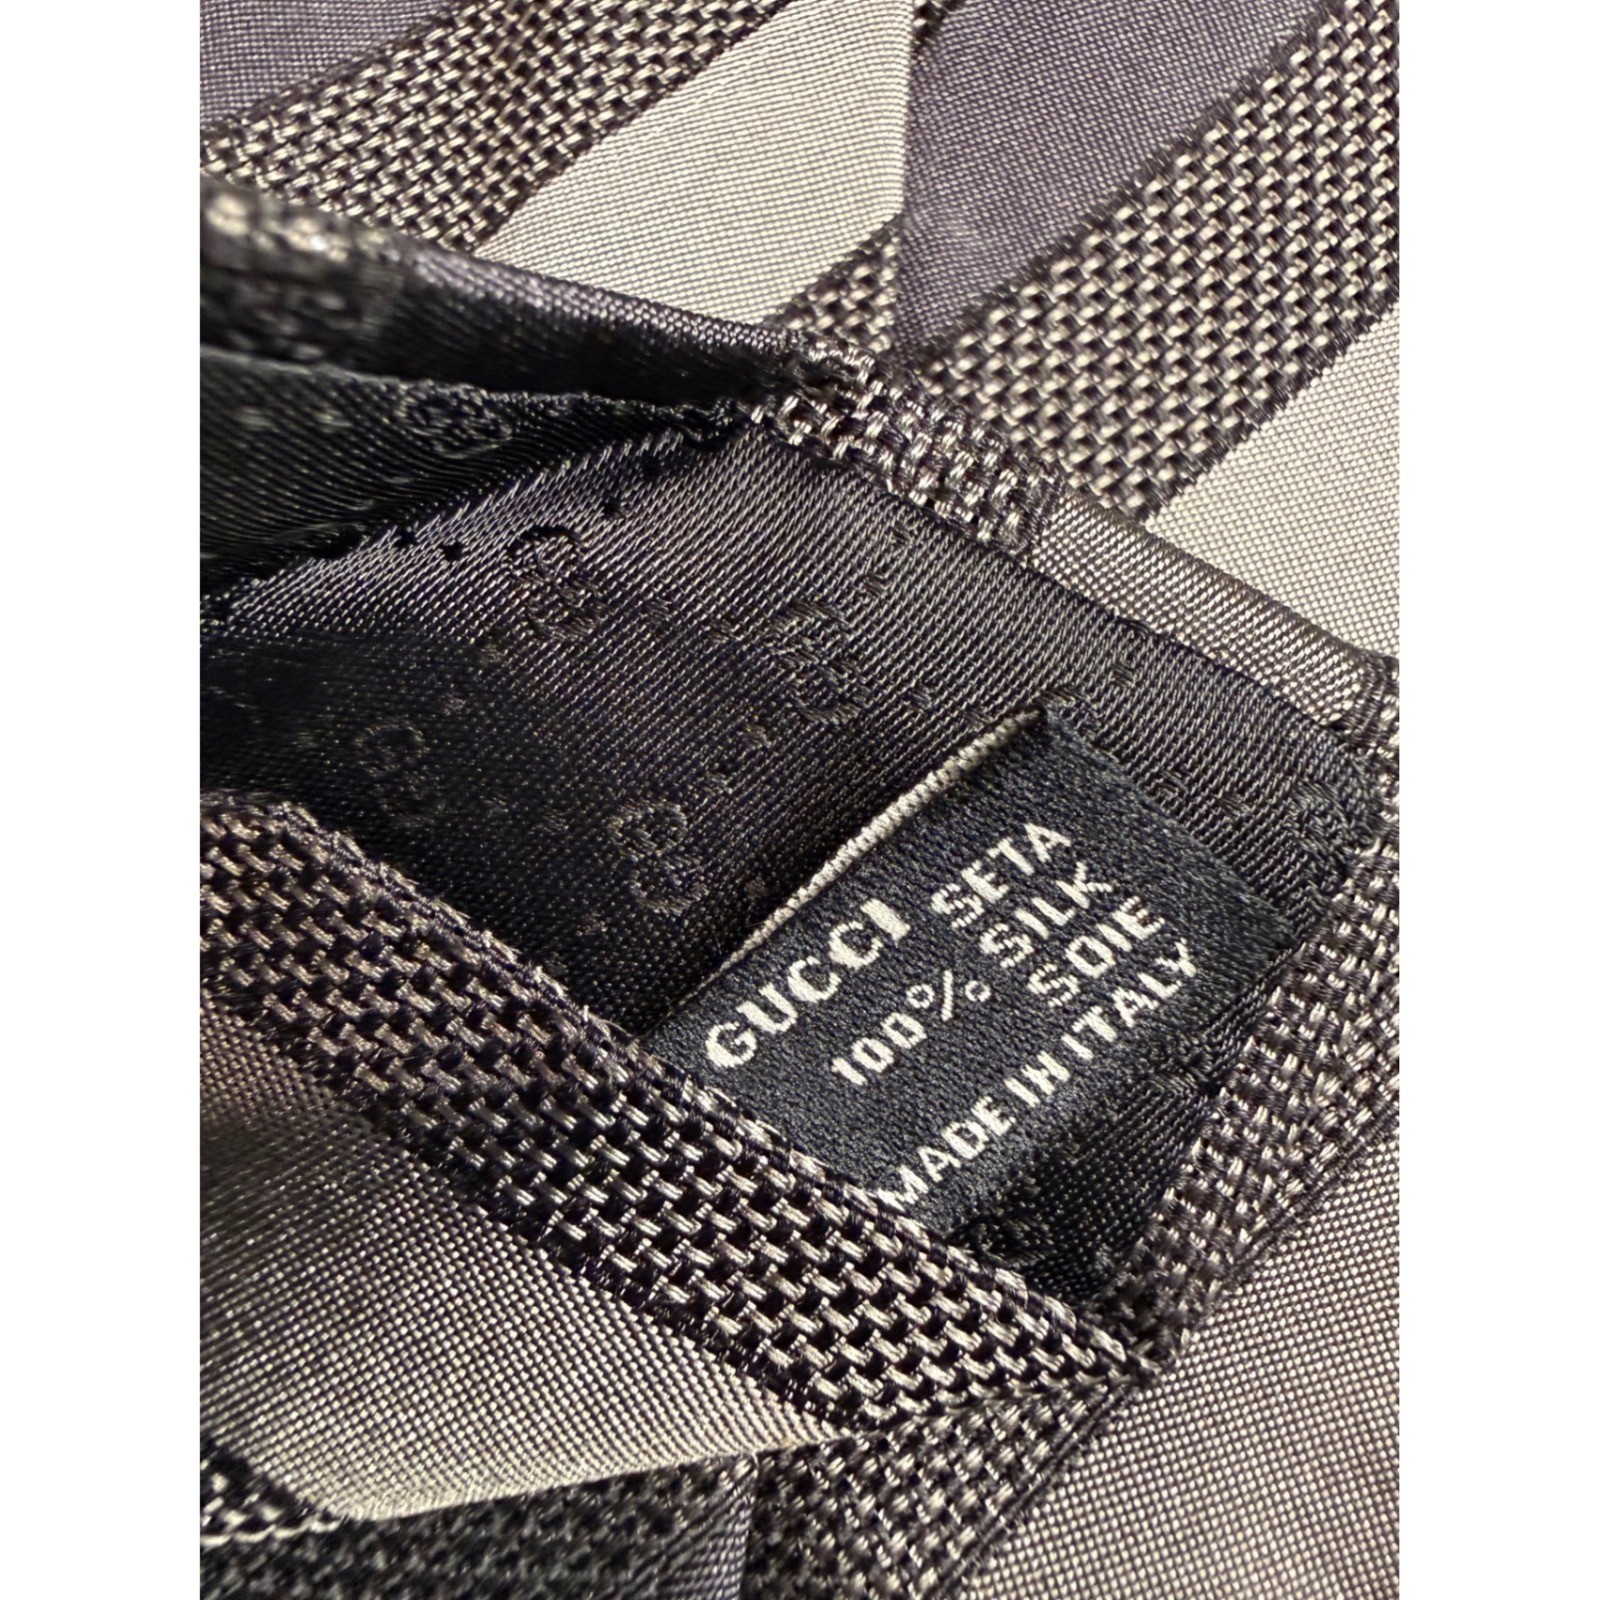 GUCCI
100% SETA
SILK
SOIE
MADE IN ITALY